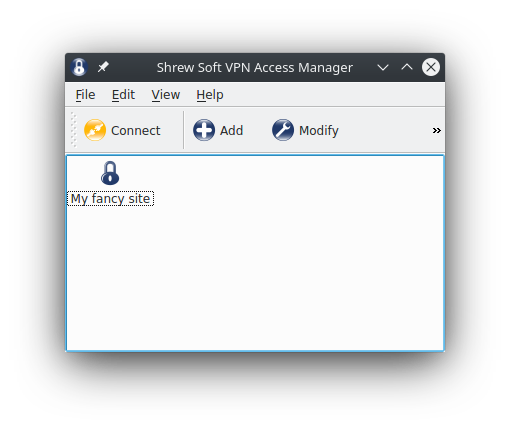 Shrew Soft VPN Access Manager
File Edit View Help
Connect Add Modify »
My fancy site